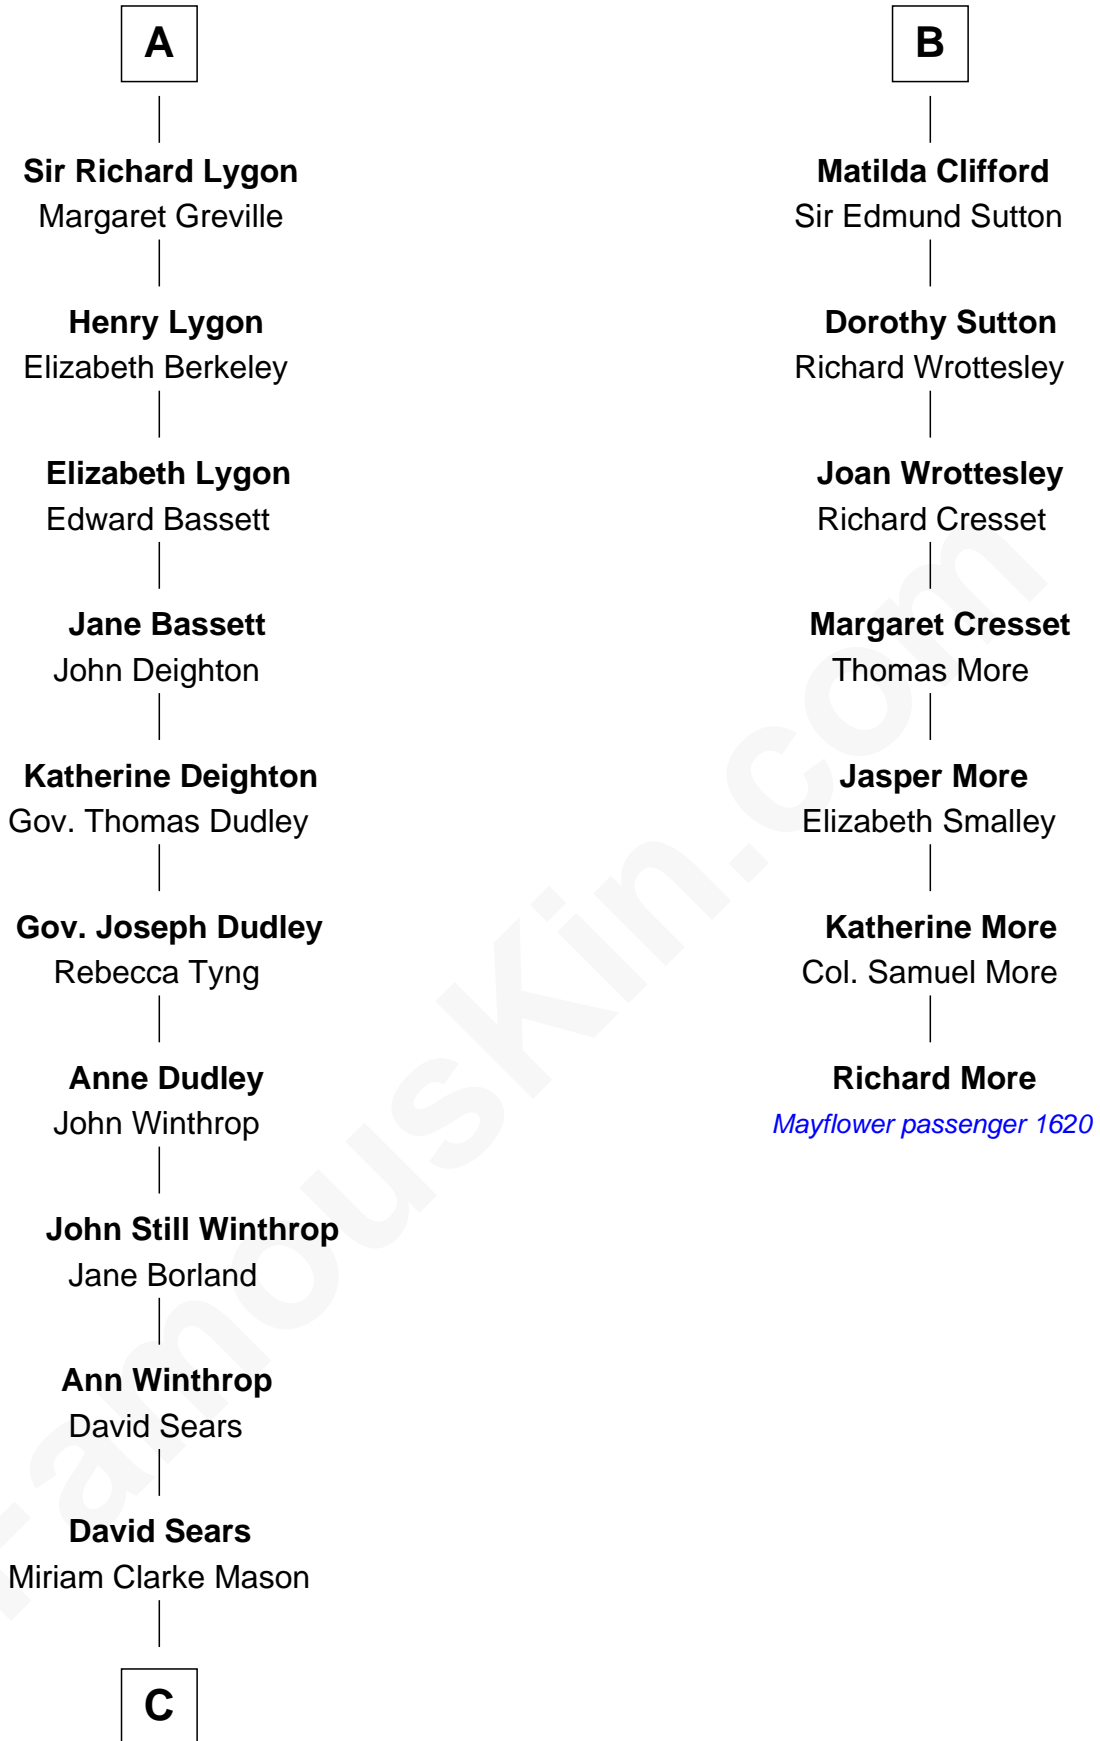 A
Sir Richard Lygon
Margaret Greville
Henry Lygon
Elizabeth Berkeley
Elizabeth Lygon
Edward Bassett
Jane Bassett
John Deighton
Katherine Deighton
Gov. Thomas Dudley
Gov. Joseph Dudley
Rebecca Tyng
Anne Dudley
John Winthrop
John Still Winthrop
Jane Borland
Ann Winthrop
David Sears
David Sears
Miriam Clarke Mason
C
B
Matilda Clifford
Sir Edmund Sutton
Dorothy Sutton
Richard Wrottesley
Joan Wrottesley
Richard Cresset
Margaret Cresset
Thomas More
Jasper More
Elizabeth Smalley
Katherine More
Col. Samuel More
Richard More
Mayflower passenger 1620
FamousKin.com